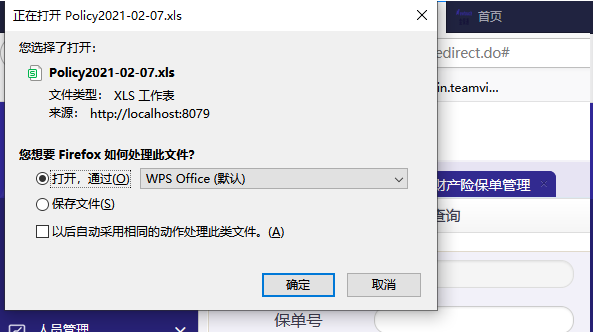 正在打开 Policy2021-02-07.xls
首页
您选择了打开：
edirect.do#
Policy2021-02-07.xls
in.teamvi...
文件类型： XLS 工作表
来源： http://localhost:8079
您想要 Firefox 如何处理此文件？
打开，通过(O)
WPS Office (默认)
财产险保单管理
保存文件(S)
查询
以后自动采用相同的动作处理此类文件。(A)
确定
取消
保单号
人员管理